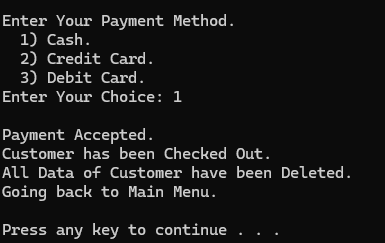 Enter Your Payment Method.
1) Cash.
2) Credit Card.
3) Debit Card.
Enter Your Choice: 1
Payment Accepted.
Customer has been Checked Out.
All Data of Customer have been Deleted.
Going back to Main Menu.
Press any key to continue . . .